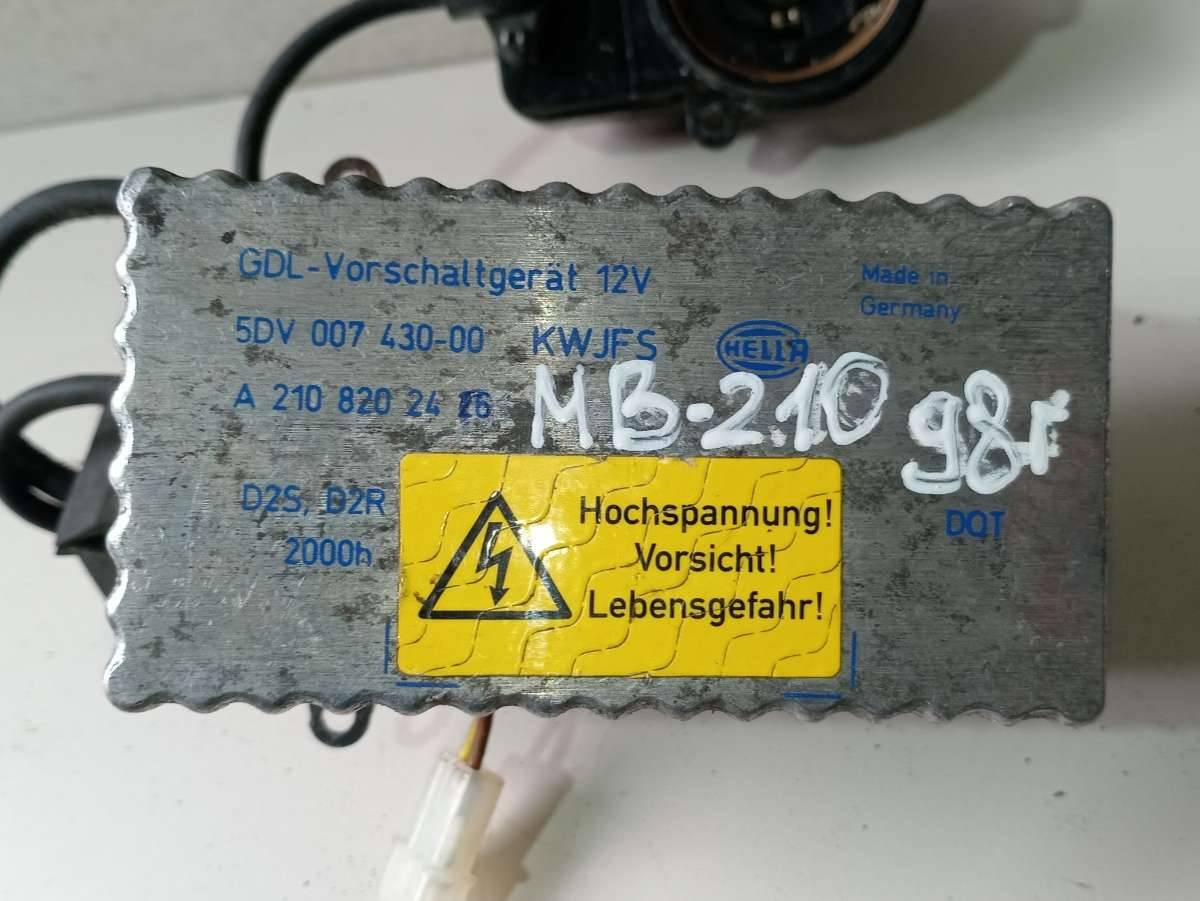 GDL-Vorschaltgerät 12V
Made in
Germany
5DV 007 430-00 KWJFS HELLA
A 210 820 24 26
MB-210 98г
D2S, D2R
2000h
DQT
Hochspannung!
Vorsicht!
Lebensgefahr!